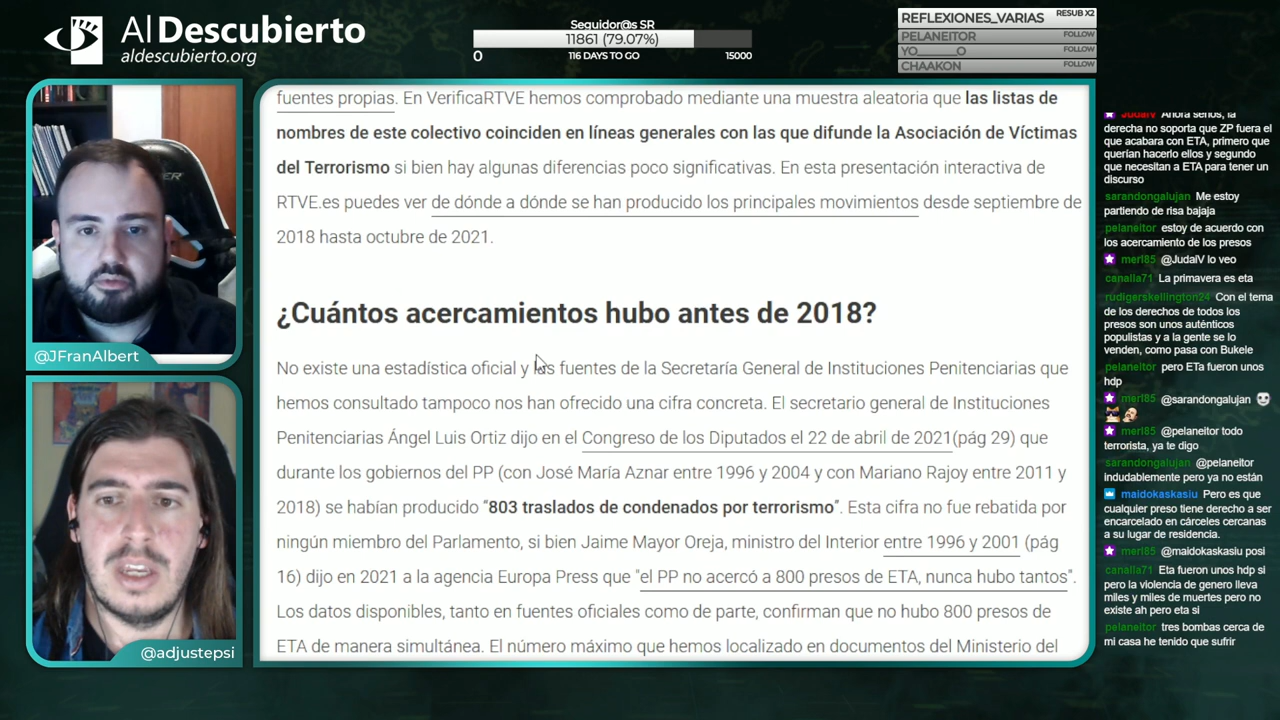 Al Descubierto
aldescubierto.org
Seguidor@s SR
11861 (79.07%)
0
116 DAYS TO GO
15000
REFLEXIONES_VARIAS RESUB X2
PELANEITOR FOLLOW
YO_____O FOLLOW
CHAAKON FOLLOW
@JFranAlbert
@adjustepsi
fuentes propias. En VerificaRTVE hemos comprobado mediante una muestra aleatoria que las listas de
nombres de este colectivo coinciden en líneas generales con las que difunde la Asociación de Víctimas
del Terrorismo si bien hay algunas diferencias poco significativas. En esta presentación interactiva de
RTVE.es puedes ver de dónde a dónde se han producido los principales movimientos desde septiembre de
2018 hasta octubre de 2021.
¿Cuántos acercamientos hubo antes de 2018?
No existe una estadística oficial y las fuentes de la Secretaría General de Instituciones Penitenciarias que
hemos consultado tampoco nos han ofrecido una cifra concreta. El secretario general de Instituciones
Penitenciarias Ángel Luis Ortiz dijo en el Congreso de los Diputados el 22 de abril de 2021(pág 29) que
durante los gobiernos del PP (con José María Aznar entre 1996 y 2004 y con Mariano Rajoy entre 2011 y
2018) se habían producido “803 traslados de condenados por terrorismo”. Esta cifra no fue rebatida por
ningún miembro del Parlamento, si bien Jaime Mayor Oreja, ministro del Interior entre 1996 y 2001 (pág
16) dijo en 2021 a la agencia Europa Press que "el PP no acercó a 800 presos de ETA, nunca hubo tantos".
Los datos disponibles, tanto en fuentes oficiales como de parte, confirman que no hubo 800 presos de
ETA de manera simultánea. El número máximo que hemos localizado en documentos del Ministerio del
JudaiV Ahora seños, la
derecha no soporta que ZP fuera el
que acabara con ETA, primero que
querían hacerlo ellos y segundo
que necesitan a ETA para tener un
discurso
sarandongalujan Me estoy
partiendo de risa bajaja
pelaneitor estoy de acuerdo con
los acercamiento de los presos
merl85 @JudaiV lo veo
canalla71 La primavera es eta
rudigerskellington24 Con el tema
de los derechos de todos los
presos son unos auténticos
populistas y a la gente se lo
venden, como pasa con Bukele
pelaneitor pero ETa fueron unos
hdp
merl85 @sarandongalujan
merl85 @pelaneitor todo
terrorista, ya te digo
sarandongalujan @pelaneitor
indudablemente pero ya no están
maidokaskasiu Pero es que
cualquier preso tiene derecho a ser
encarcelado en cárceles cercanas
a su lugar de residencia.
merl85 @maidokaskasiu posi
canalla71 Eta fueron unos hdp si
pero la violencia de genero lleva
miles y miles de muertes pero no
existe ah pero eta si
pelaneitor tres bombas cerca de
mi casa he tenido que sufrir